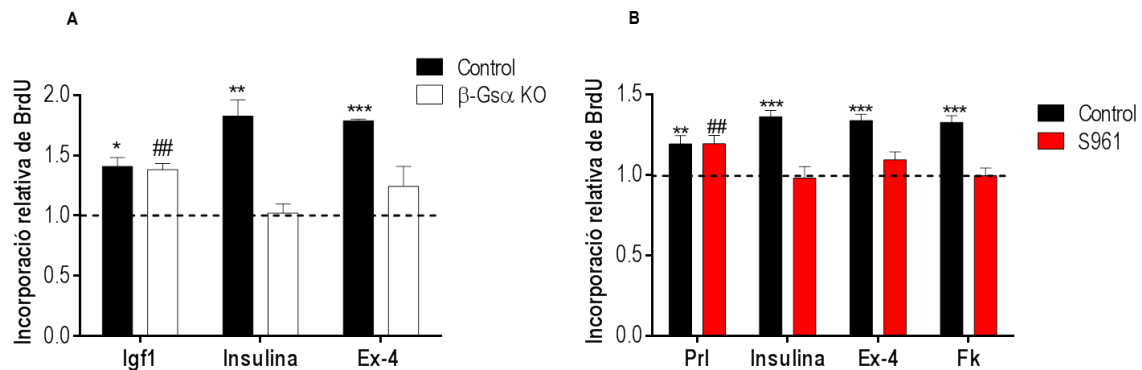 A
Incorporació relativa de BrdU
2.0
1.5
1.0
0.5
0.0
*
##
**
***
Control
β-Gsα KO
Igf1 Insulina Ex-4
B
Incorporació relativa de BrdU
1.5
1.0
0.5
0.0
**
##
***
***
***
Control
S961
Prl Insulina Ex-4 Fk